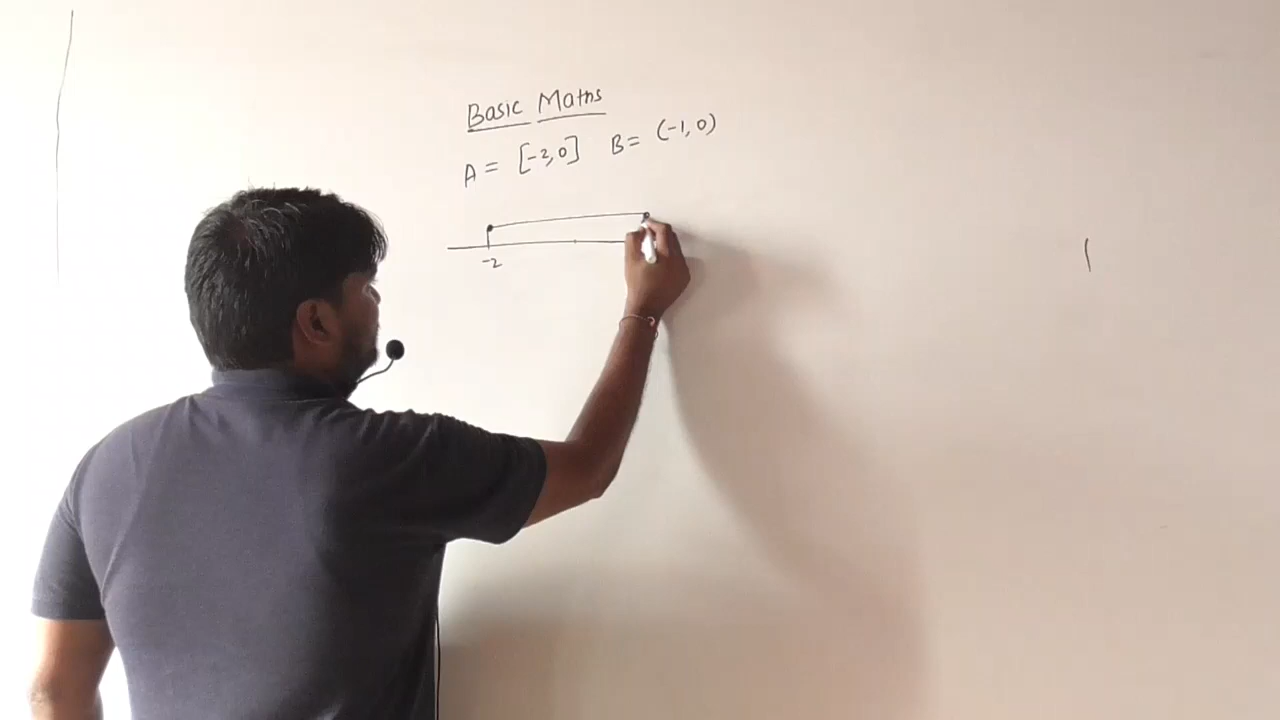 Basic Maths
A = [-2,0] B = (-1,0)
-2